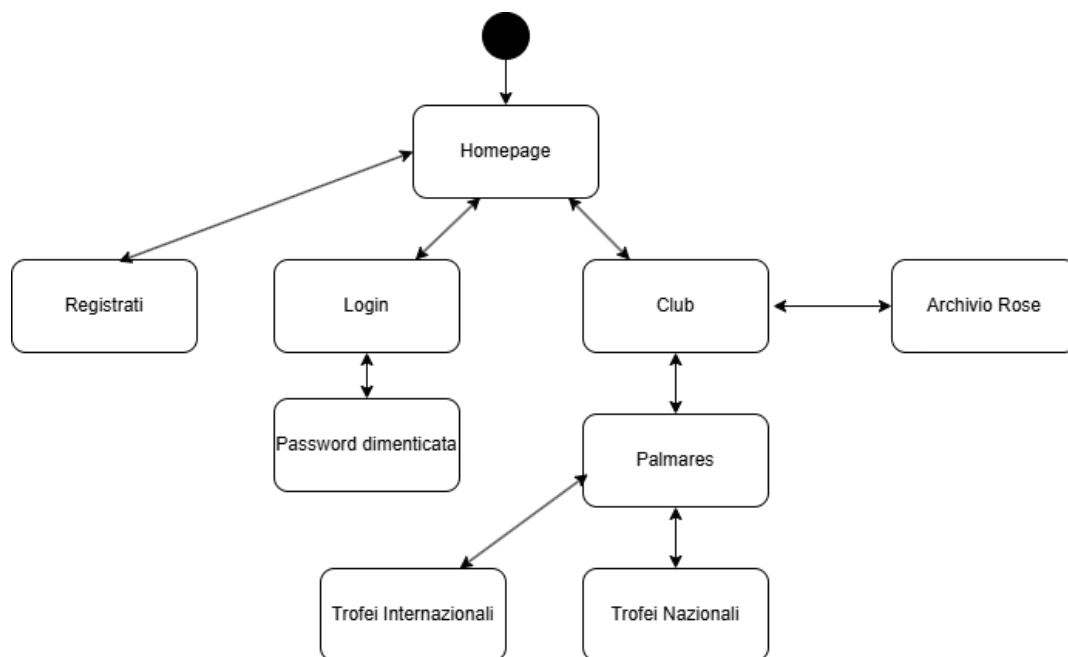 Homepage
Registrati
Login
Club
Archivio Rose
Password dimenticata
Palmares
Trofei Internazionali
Trofei Nazionali